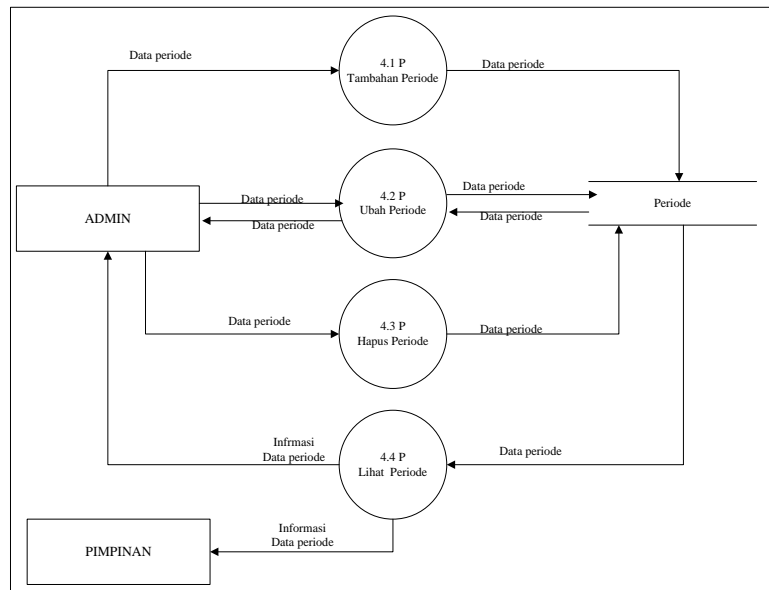 Data periode
4.1 P
Tambahan Periode
Data periode
ADMIN
Data periode
Data periode
4.2 P
Ubah Periode
Data periode
Data periode
Periode
Data periode
4.3 P
Hapus Periode
Data periode
Infrmasi
Data periode
4.4 P
Lihat Periode
Data periode
PIMPINAN
Informasi
Data periode